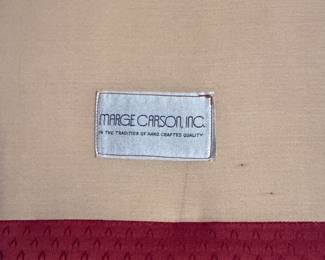 MARGE CARSON, INC.
IN THE TRADITION OF HAND CRAFTED QUALITY